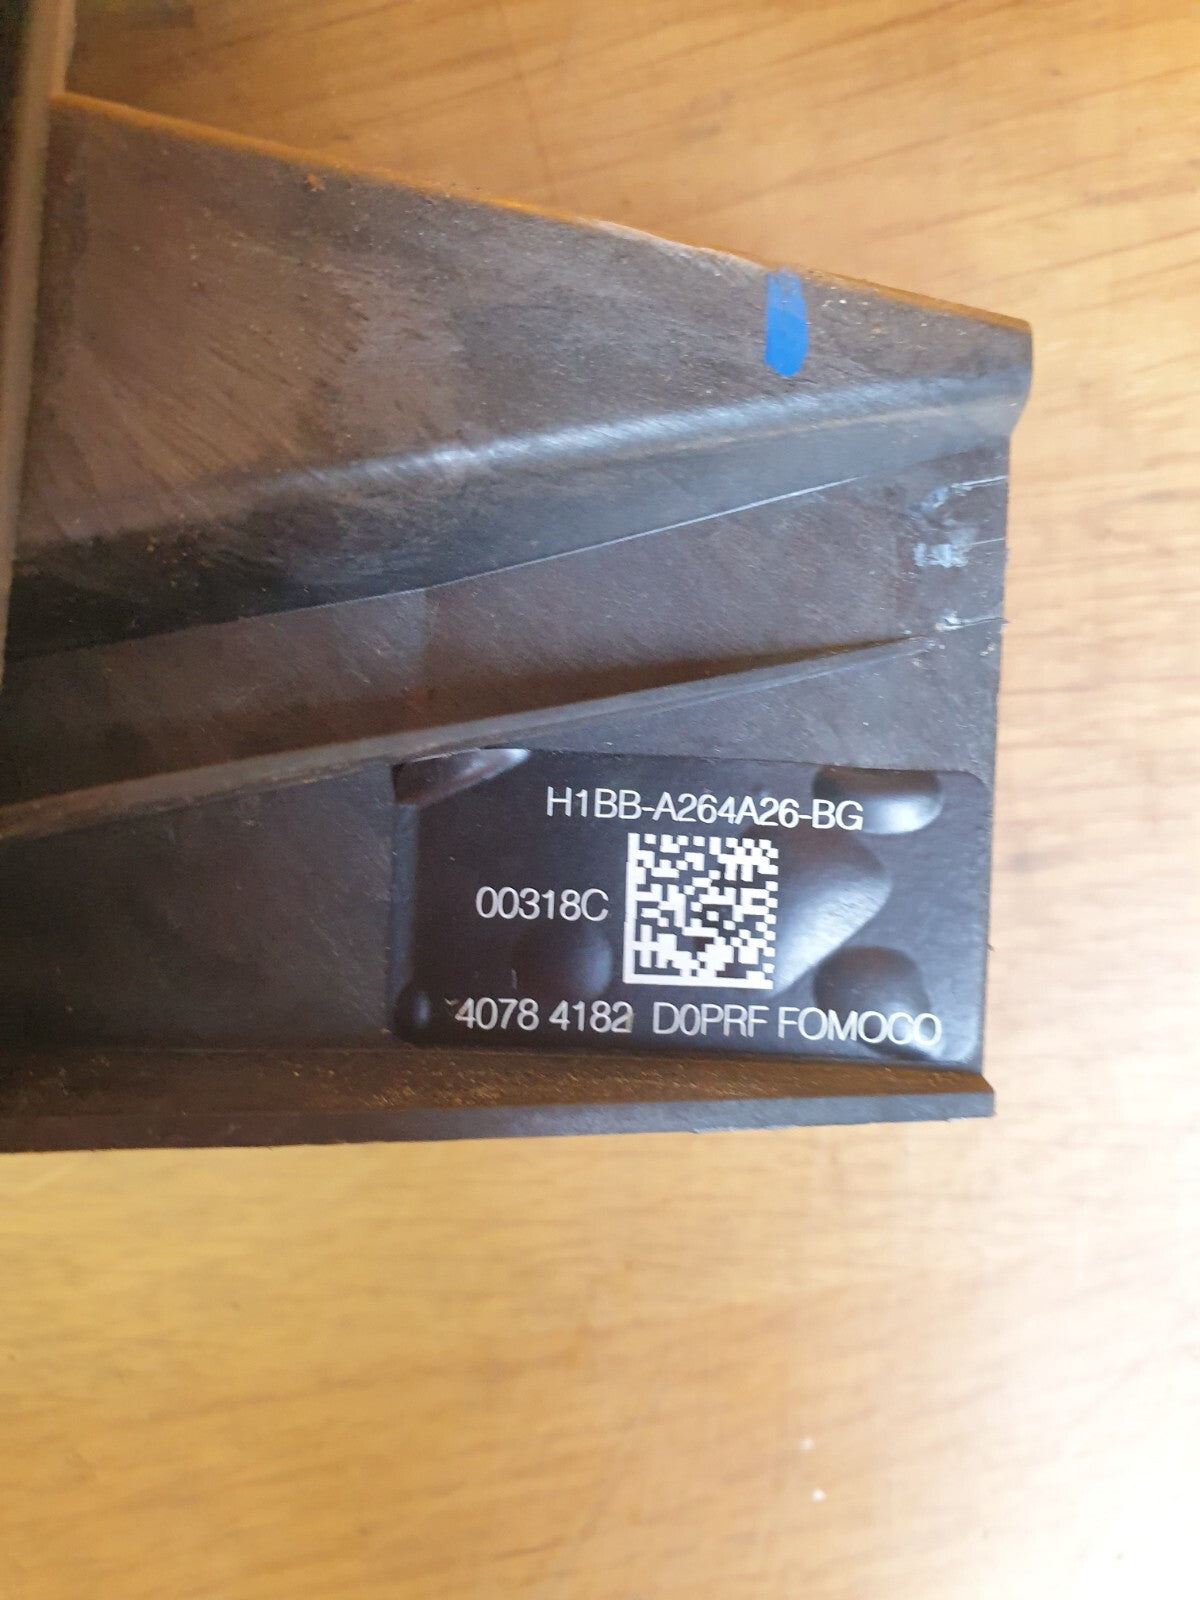 H1BB-A264A26-BG
00318C
4078 4182 D0PRF FOMOCO